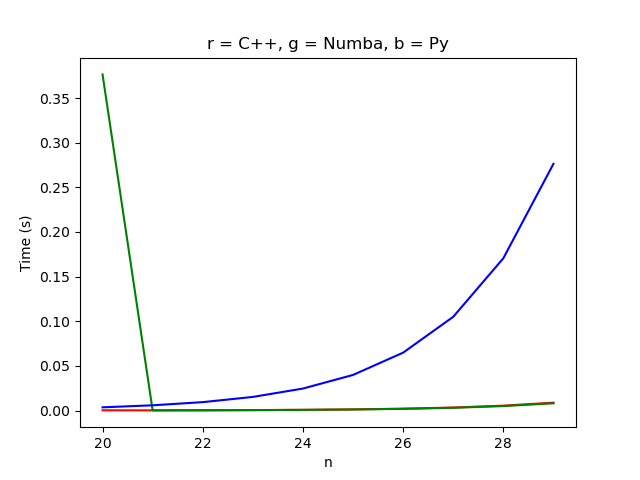 r = C++, g = Numba, b = Py
0.35
0.30
0.25
0.20
0.15
0.10
0.05
0.00
Time (s)
20 22 24 26 28
n